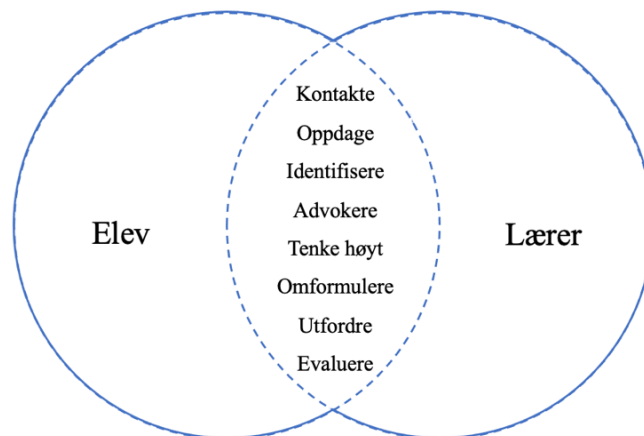 Kontakte
Oppdage
Identifisere
Advokere
Elev
Lærer
Tenke høyt
Omformulere
Utfordre
Evaluere